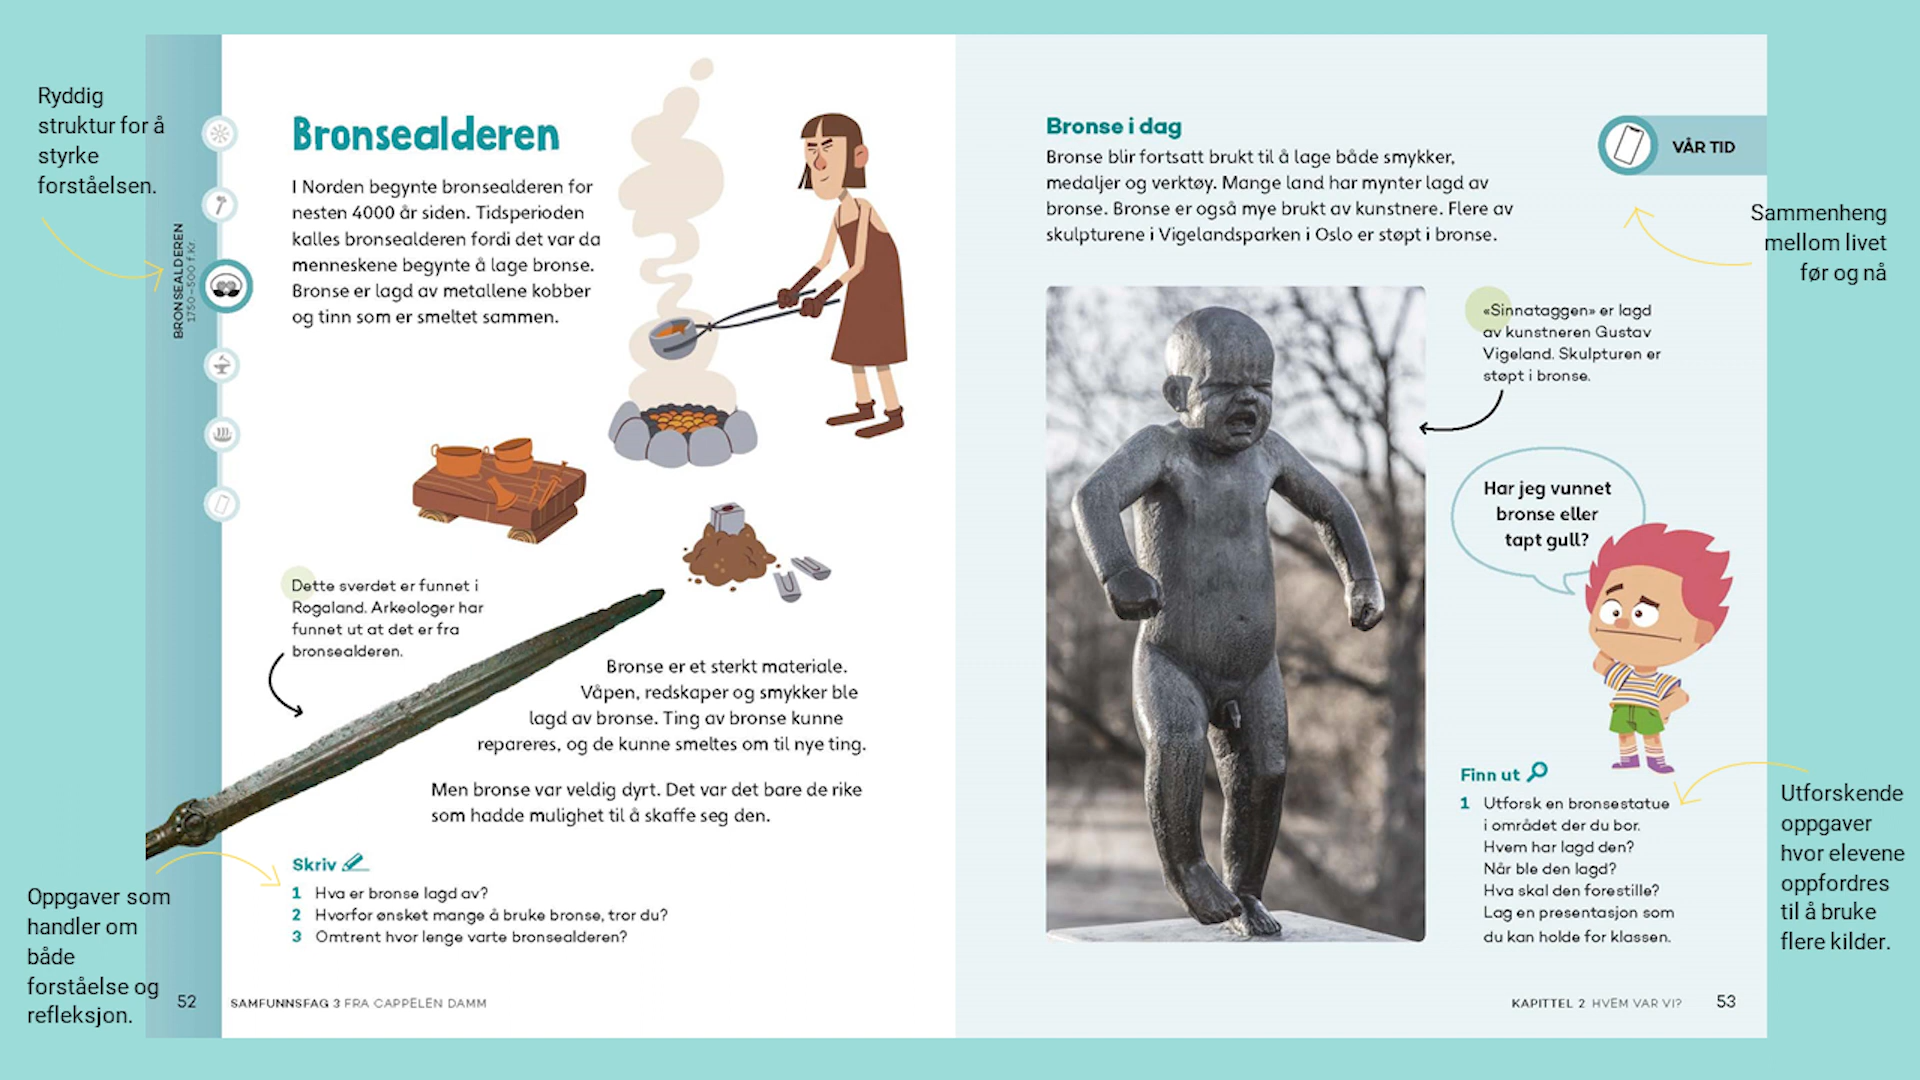 Ryddig
struktur for å
styrke
forståelsen.
BRONSEALDEREN
1750–500 f.Kr.
Bronsealderen
I Norden begynte bronsealderen for
nesten 4000 år siden. Tidsperioden
kalles bronsealderen fordi det var da
menneskene begynte å lage bronse.
Bronse er lagd av metallene kobber
og tinn som er smeltet sammen.
Dette sverdet er funnet i
Rogaland. Arkeologer har
funnet ut at det er fra
bronsealderen.
Bronse er et sterkt materiale.
Våpen, redskaper og smykker ble
lagd av bronse. Ting av bronse kunne
repareres, og de kunne smeltes om til nye ting.
Men bronse var veldig dyrt. Det var det bare de rike
som hadde mulighet til å skaffe seg den.
Skriv
1 Hva er bronse lagd av?
2 Hvorfor ønsket mange å bruke bronse, tror du?
3 Omtrent hvor lenge varte bronsealderen?
Oppgaver som
handler om
både
forståelse og
refleksjon.
52 SAMFUNNSFAG 3 FRA CAPPELEN DAMM
Bronse i dag
Bronse blir fortsatt brukt til å lage både smykker,
medaljer og verktøy. Mange land har mynter lagd av
bronse. Bronse er også mye brukt av kunstnere. Flere av
skulpturene i Vigelandsparken i Oslo er støpt i bronse.
VÅR TID
Sammenheng
mellom livet
før og nå
«Sinnataggen» er lagd
av kunstneren Gustav
Vigeland. Skulpturen er
støpt i bronse.
Har jeg vunnet
bronse eller
tapt gull?
Finn ut
1 Utforsk en bronsestatue
i området der du bor.
Hvem har lagd den?
Når ble den lagd?
Hva skal den forestille?
Lag en presentasjon som
du kan holde for klassen.
Utforskende
oppgaver
hvor elevene
oppfordres
til å bruke
flere kilder.
KAPITTEL 2 HVEM VAR VI? 53